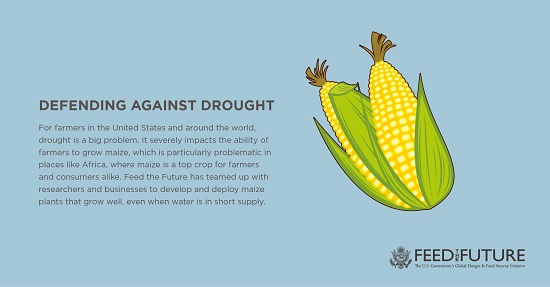 DEFENDING AGAINST DROUGHT
For farmers in the United States and around the world,
drought is a big problem. It severely impacts the ability of
farmers to grow maize, which is particularly problematic in
places like Africa, where maize is a top crop for farmers
and consumers alike. Feed the Future has teamed up with
researchers and businesses to develop and deploy maize
plants that grow well, even when water is in short supply.
FEED THE FUTURE
The U.S. Government's Global Hunger & Food Security Initiative